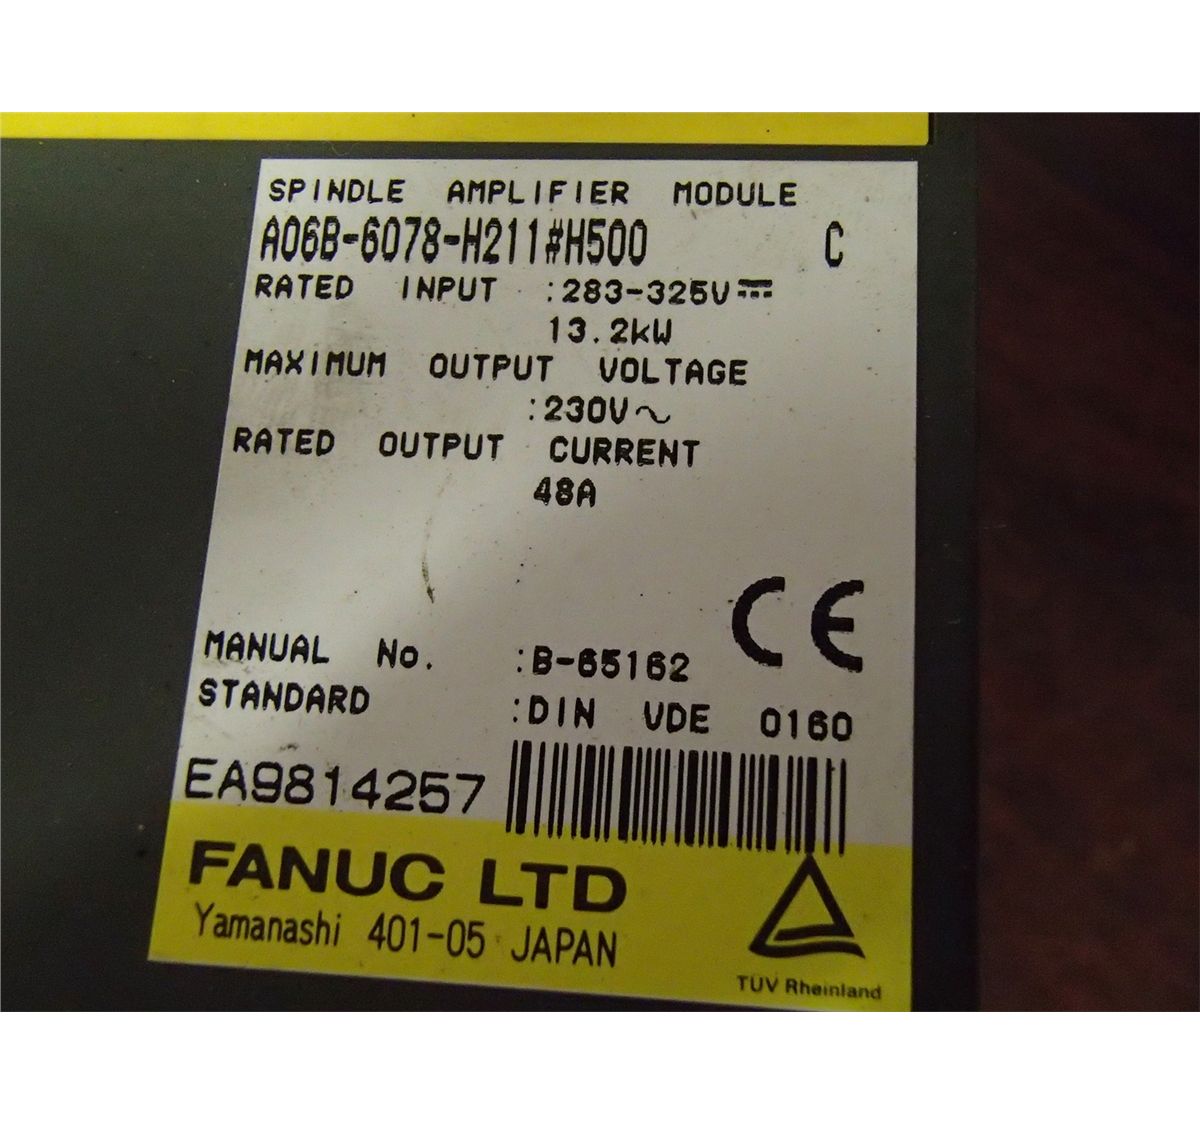 SPINDLE AMPLIFIER MODULE
A06B-6078-H211#H500 C
RATED INPUT :283-325V⎓
13.2kW
MAXIMUM OUTPUT VOLTAGE
:230V~
RATED OUTPUT CURRENT
48A
CE
MANUAL No. :B-65162
STANDARD :DIN VDE 0160
EA9814257
FANUC LTD
Yamanashi 401-05 JAPAN
TÜV Rheinland